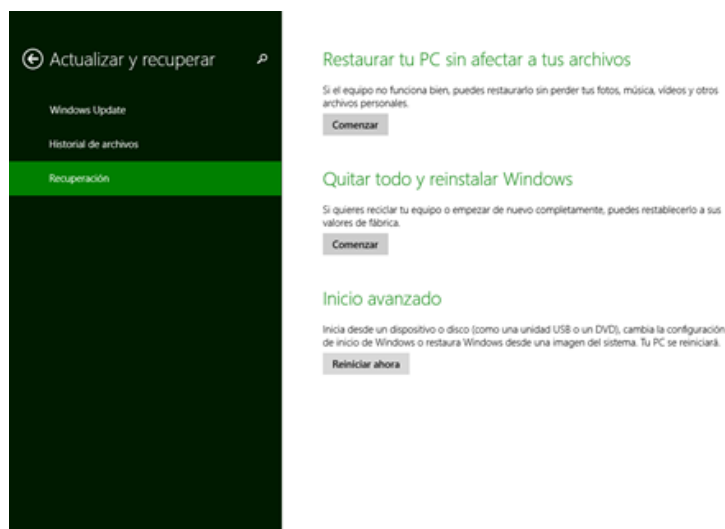 Actualizar y recuperar
Windows Update
Historial de archivos
Recuperación
Restaurar tu PC sin afectar a tus archivos
Si el equipo no funciona bien, puedes restaurarlo sin perder tus fotos, música, vídeos y otros
archivos personales.
Comenzar
Quitar todo y reinstalar Windows
Si quieres reciclar tu equipo o empezar de nuevo completamente, puedes restablecerlo a sus
valores de fábrica.
Comenzar
Inicio avanzado
Inicia desde un dispositivo o disco (como una unidad USB o un DVD), cambia la configuración
de inicio de Windows o restaura Windows desde una imagen del sistema. Tu PC se reiniciará.
Reiniciar ahora